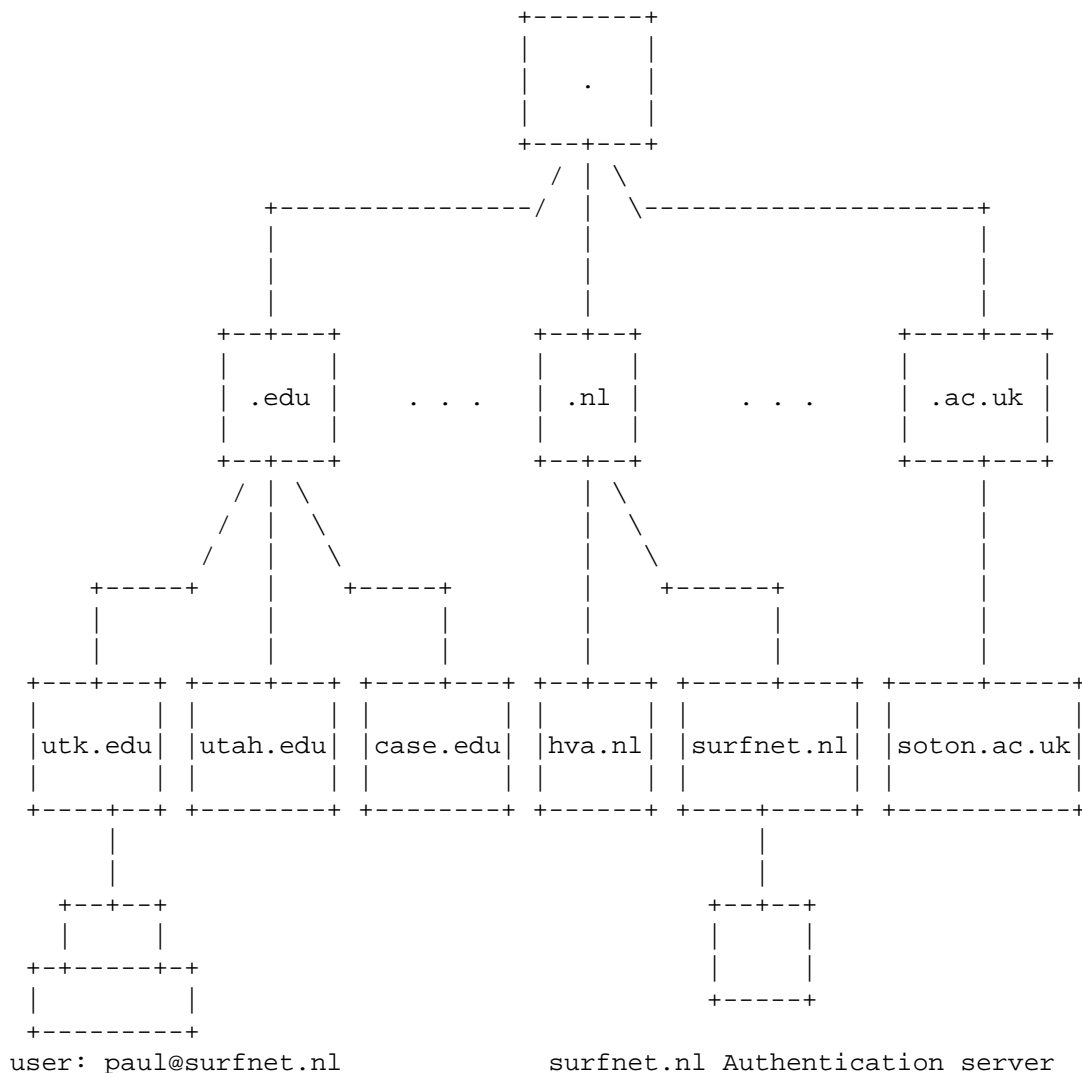 .
.edu . . . .nl . . . .ac.uk
utk.edu utah.edu case.edu hva.nl surfnet.nl soton.ac.uk
user: paul@surfnet.nl surfnet.nl Authentication server